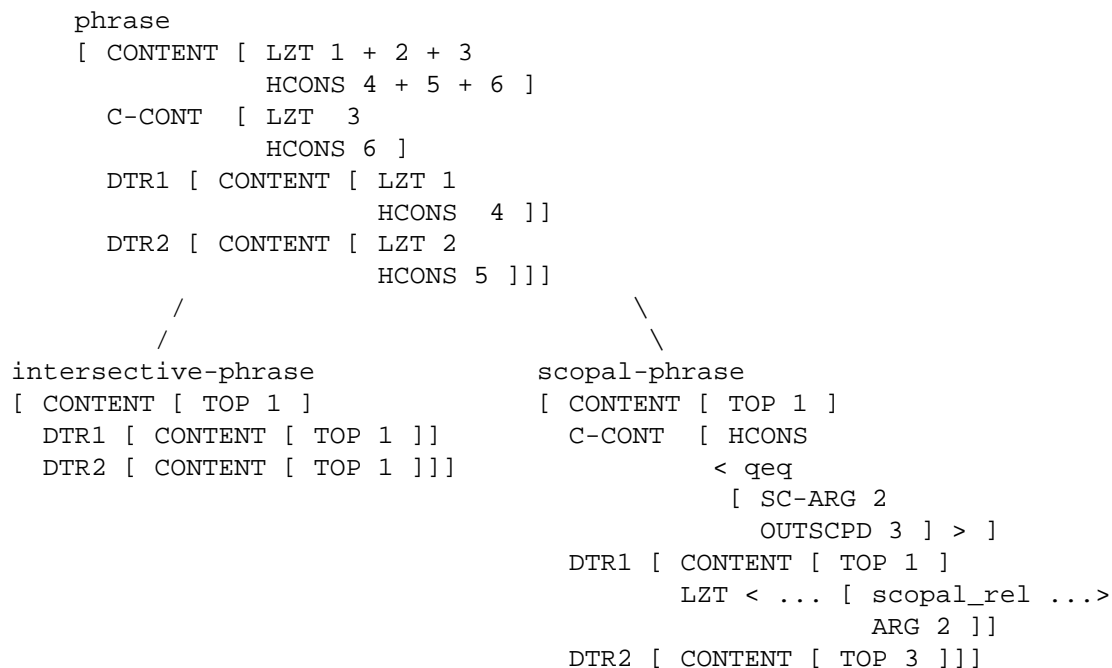 phrase
[ CONTENT [ LZT 1 + 2 + 3
HCONS 4 + 5 + 6 ]
C-CONT [ LZT 3
HCONS 6 ]
DTR1 [ CONTENT [ LZT 1
HCONS 4 ]]
DTR2 [ CONTENT [ LZT 2
HCONS 5 ]]]
/ \
/ \
intersective-phrase scopal-phrase
[ CONTENT [ TOP 1 ] [ CONTENT [ TOP 1 ]
DTR1 [ CONTENT [ TOP 1 ]] C-CONT [ HCONS
DTR2 [ CONTENT [ TOP 1 ]]] < qeq
[ SC-ARG 2
OUTSCPD 3 ] > ]
DTR1 [ CONTENT [ TOP 1 ]
LZT < ... [ scopal_rel ...>
ARG 2 ]]
DTR2 [ CONTENT [ TOP 3 ]]]